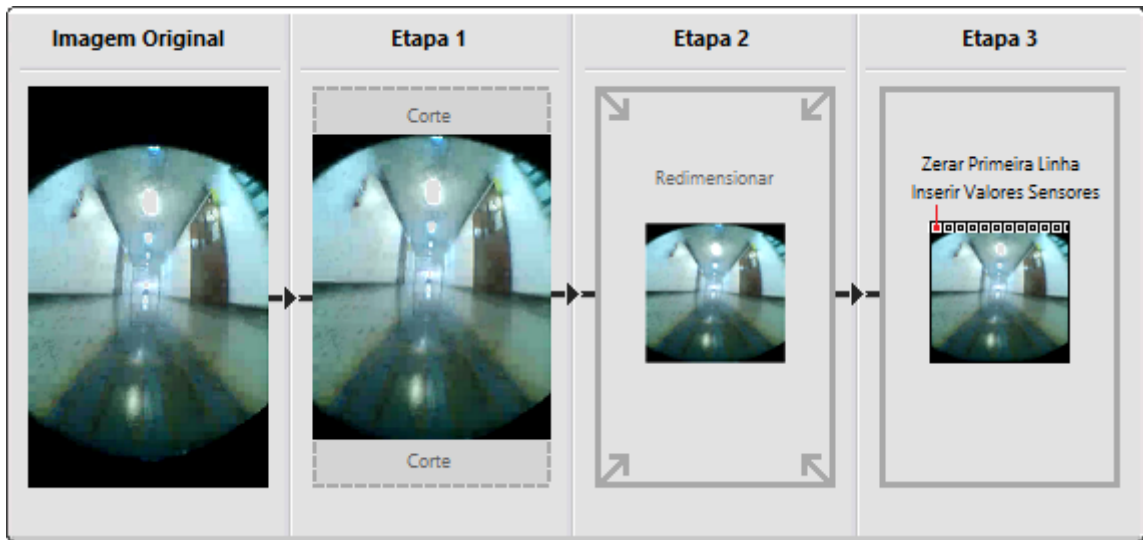 Imagem Original
Etapa 1
Etapa 2
Etapa 3
Corte
Corte
Redimensionar
Zerar Primeira Linha
Inserir Valores Sensores